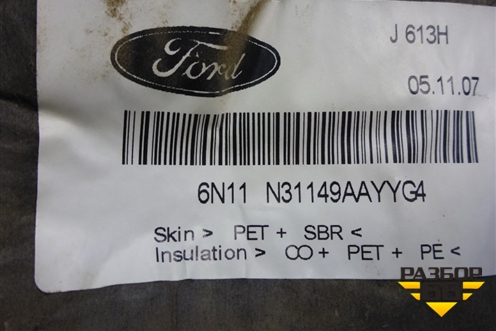 Ford
J 613H
05.11.07
6N11 N31149AAYYG4
Skin > PET + SBR <
Insulation > CO + PET + PE <
РАЗБОР